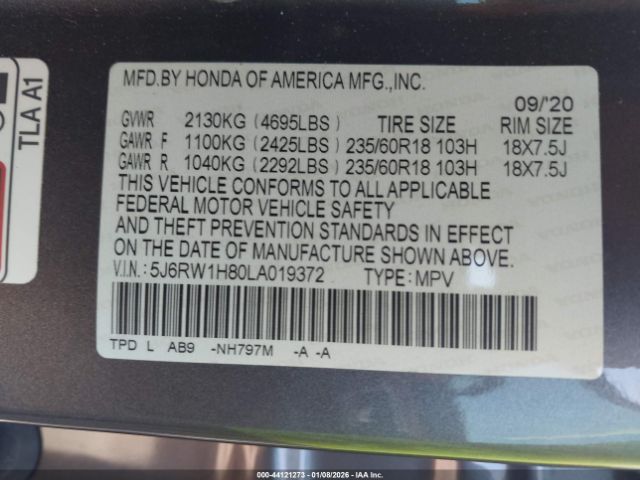 TLA A1
MFD.BY HONDA OF AMERICA MFG.,INC.
09/'20
GVWR 2130KG (4695LBS) TIRE SIZE RIM SIZE
GAWR F 1100KG (2425LBS) 235/60R18 103H 18X7.5J
GAWR R 1040KG (2292LBS) 235/60R18 103H 18X7.5J
THIS VEHICLE CONFORMS TO ALL APPLICABLE
FEDERAL MOTOR VEHICLE SAFETY
AND THEFT PREVENTION STANDARDS IN EFFECT
ON THE DATE OF MANUFACTURE SHOWN ABOVE.
V.I.N.: 5J6RW1H80LA019372 TYPE:MPV
TPD L AB9 -NH797M -A -A
000-44121273 - 01/08/2026 - IAA Inc.